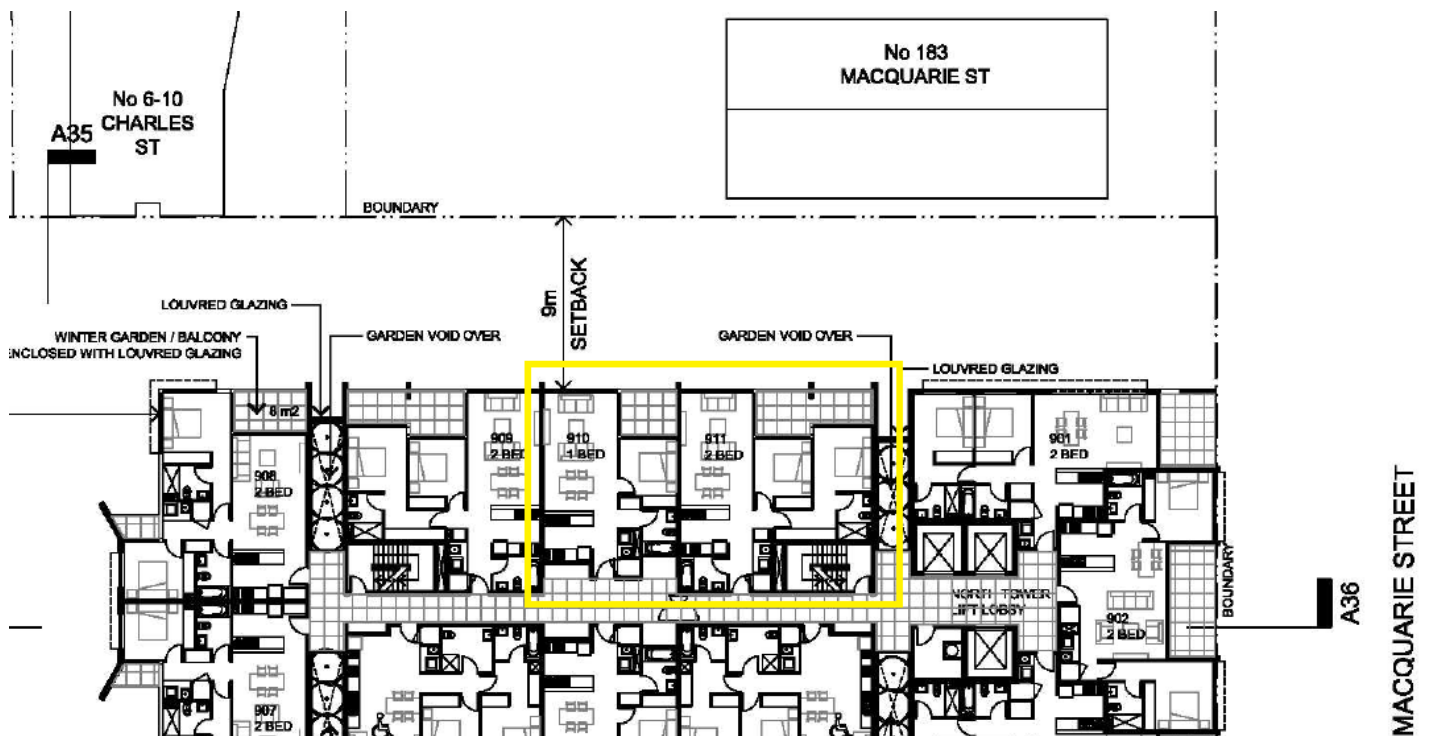 No 183
MACQUARIE ST
No 6-10
CHARLES
ST
A35
BOUNDARY
9m
SETBACK
LOUVRED GLAZING
WINTER GARDEN / BALCONY
ENCLOSED WITH LOUVRED GLAZING
GARDEN VOID OVER
GARDEN VOID OVER
LOUVRED GLAZING
8 m2
908
2 BED
909
2 BED
910
1 BED
911
2 BED
901
2 BED
NORTH TOWER
LIFT LOBBY
902
2 BED
BOUNDARY
A36
MACQUARIE STREET
907
2 BED